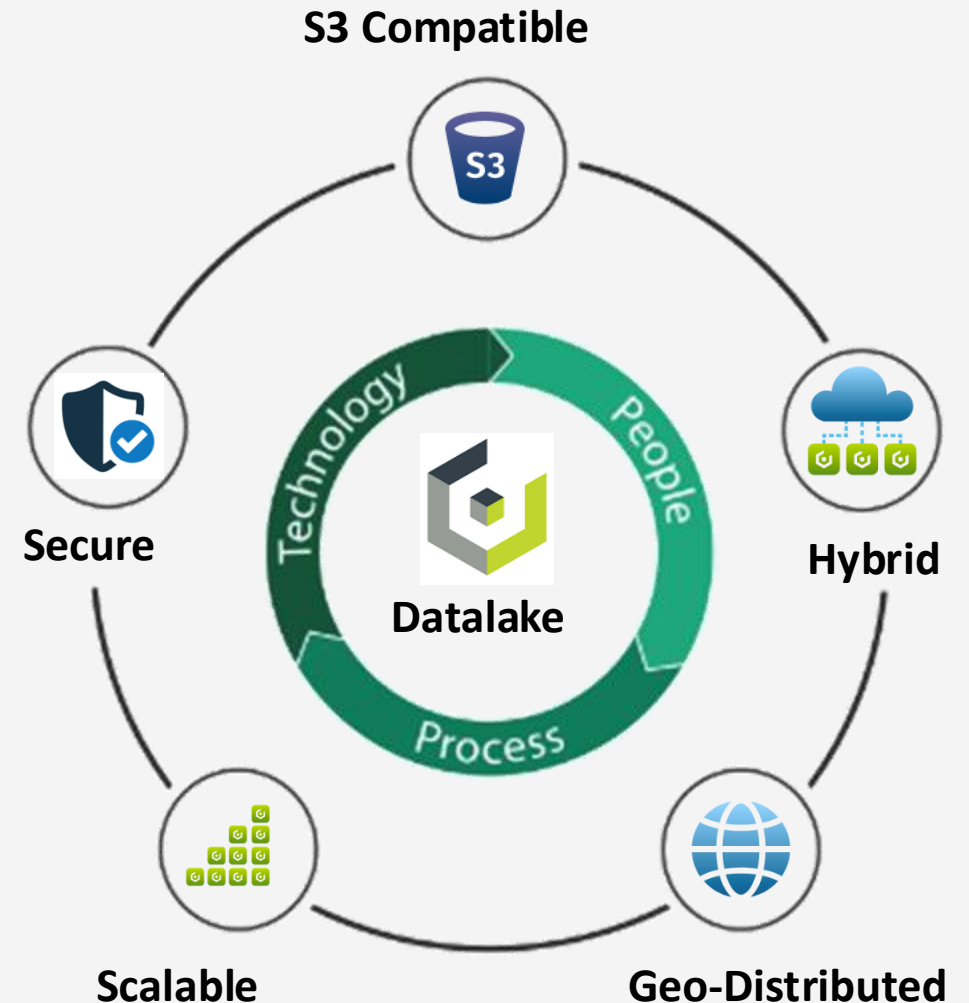 S3 Compatible
S3
Technology
People
Secure
Hybrid
Datalake
Process
Scalable
Geo-Distributed